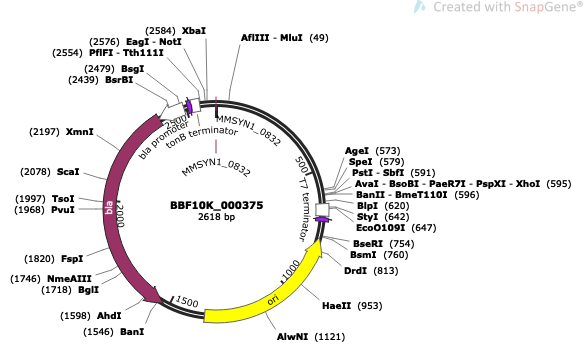 Created with SnapGene®
(2584) XbaI
(2576) EagI - NotI
(2554) PflFI - Tth111I
(2479) BsgI
(2439) BsrBI
AflIII - MluI (49)
(2197) XmnI
(2078) ScaI
(1997) TsoI
(1968) PvuI
(1820) FspI
(1746) NmeAIII
(1718) BglI
(1598) AhdI
(1546) BanI
AgeI (573)
SpeI (579)
PstI - SbfI (591)
AvaI - BsoBI - PaeR7I - PspXI - XhoI (595)
BanII - BmeT110I (596)
BlpI (620)
StyI (642)
EcoO109I (647)
BseRI (754)
BsmI (760)
DrdI (813)
HaeII (953)
AlwNI (1121)
MMSYN1_0832
MMSYN1_0832
bla promoter
tonB terminator
T7 terminator
bla
ori
500
1000
1500
2000
2500
BBF10K_000375
2618 bp